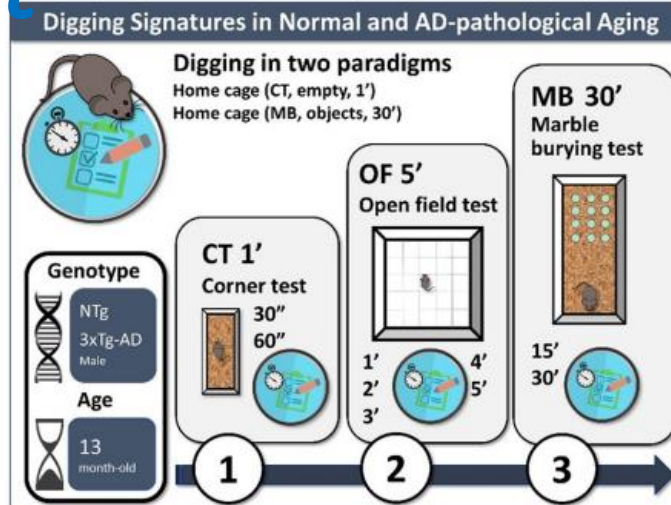 C
Digging Signatures in Normal and AD-pathological Aging
Digging in two paradigms
Home cage (CT, empty, 1’)
Home cage (MB, objects, 30’)
Genotype
NTg
3xTg-AD
Male
Age
13
month-old
CT 1’
Corner test
30”
60”
OF 5’
Open field test
1’
2’
3’
4’
5’
MB 30’
Marble
burying test
15’
30’
1
2
3